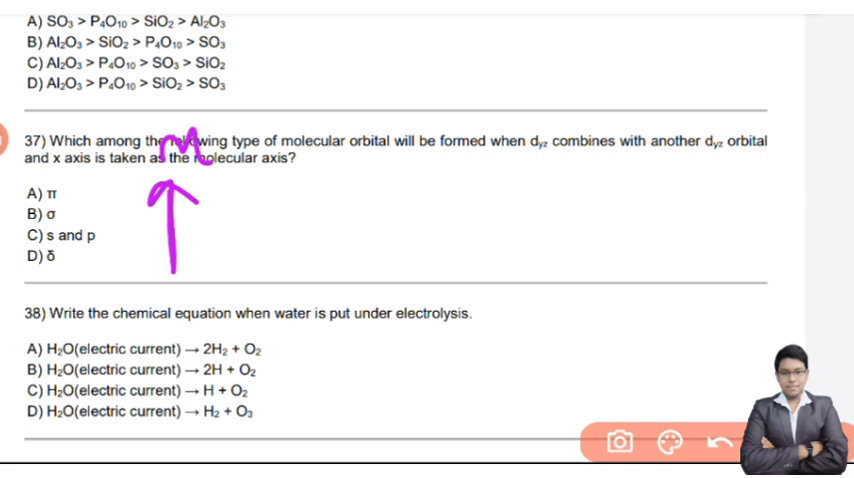 A) SO₃ > P₄O₁₀ > SiO₂ > Al₂O₃
B) Al₂O₃ > SiO₂ > P₄O₁₀ > SO₃
C) Al₂O₃ > P₄O₁₀ > SO₃ > SiO₂
D) Al₂O₃ > P₄O₁₀ > SiO₂ > SO₃
37) Which among the following type of molecular orbital will be formed when dyz combines with another dyz orbital
and x axis is taken as the molecular axis?
A) π
B) σ
C) s and p
D) δ
38) Write the chemical equation when water is put under electrolysis.
A) H₂O(electric current) → 2H₂ + O₂
B) H₂O(electric current) → 2H + O₂
C) H₂O(electric current) → H + O₂
D) H₂O(electric current) → H₂ + O₃